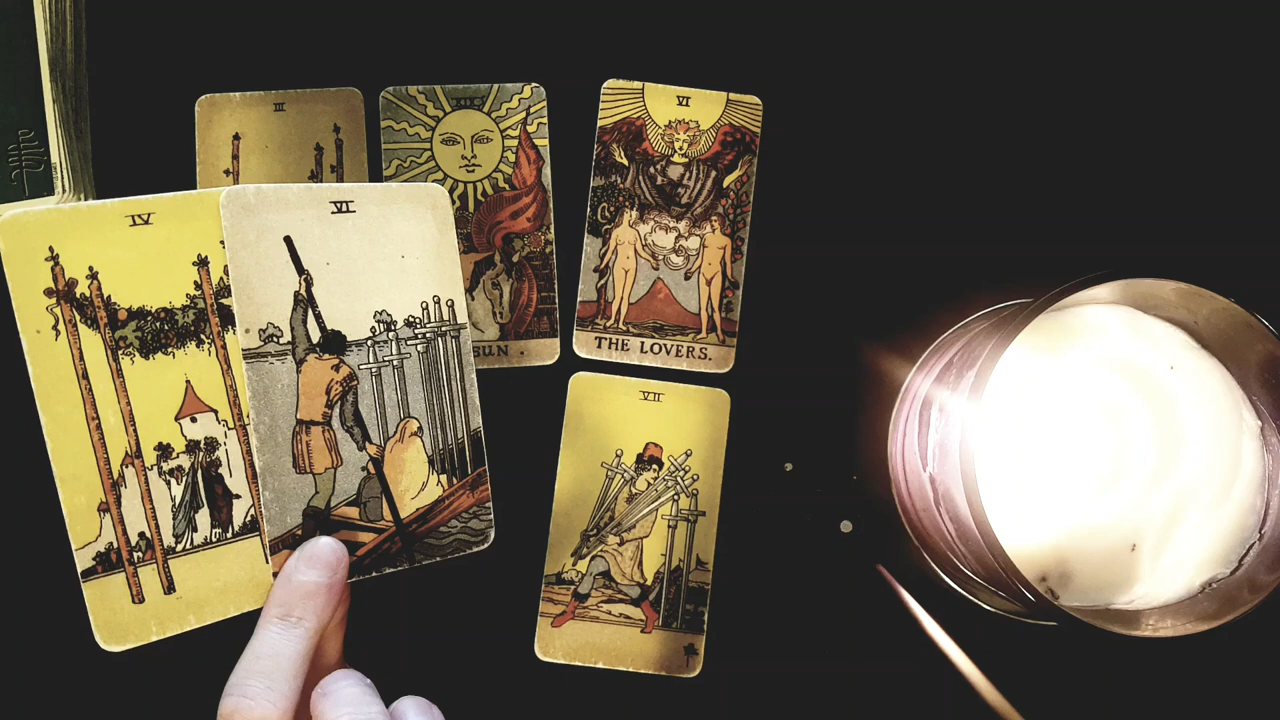 III
XIX
VI
IV
VI
SUN .
THE LOVERS.
VII